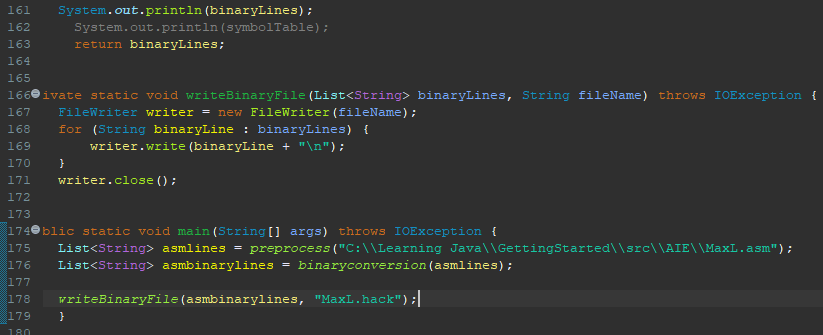 161 System.out.println(binaryLines);
162 System.out.println(symbolTable);
163 return binaryLines;
164
165
166 ivate static void writeBinaryFile(List<String> binaryLines, String fileName) throws IOException {
167 FileWriter writer = new FileWriter(fileName);
168 for (String binaryLine : binaryLines) {
169 writer.write(binaryLine + "\n");
170 }
171 writer.close();
172
173
174 blic static void main(String[] args) throws IOException {
175 List<String> asmlines = preprocess("C:\\Learning Java\\GettingStarted\\src\\AIE\\MaxL.asm");
176 List<String> asmbinarylines = binaryconversion(asmlines);
177
178 writeBinaryFile(asmbinarylines, "MaxL.hack");
179 }
180